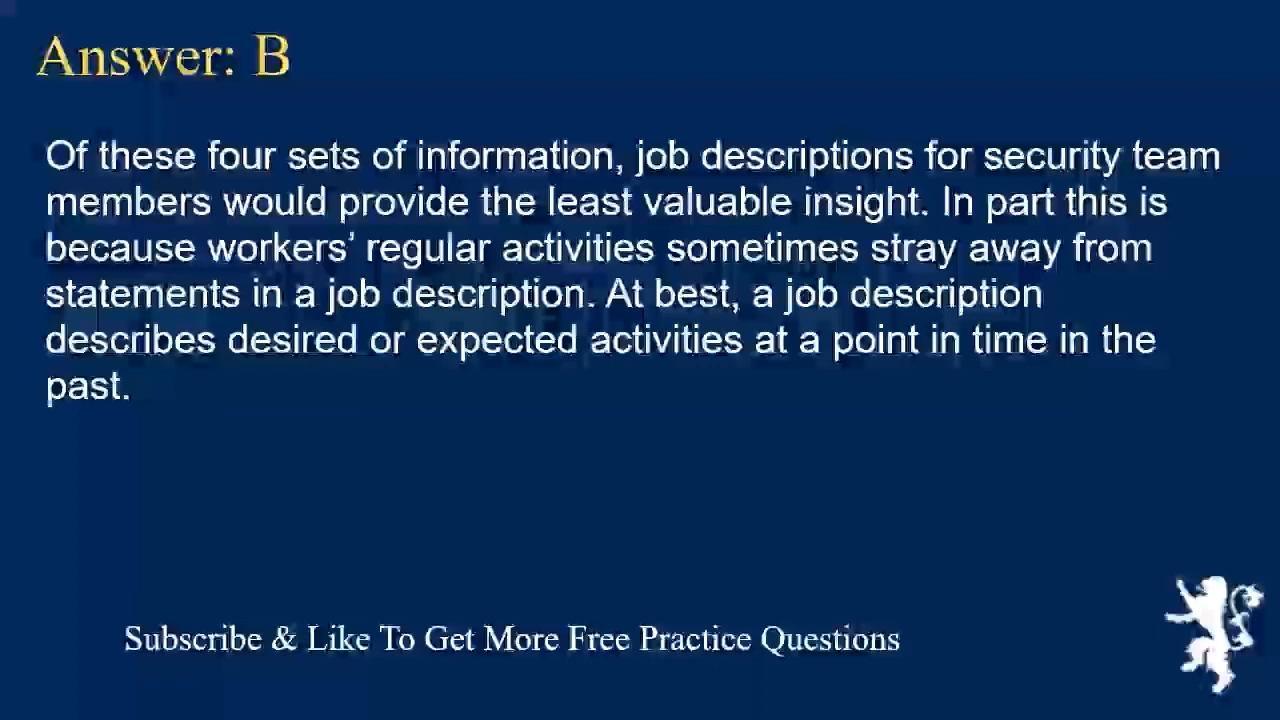 Answer: B
Of these four sets of information, job descriptions for security team
members would provide the least valuable insight. In part this is
because workers’ regular activities sometimes stray away from
statements in a job description. At best, a job description
describes desired or expected activities at a point in time in the
past.
Subscribe & Like To Get More Free Practice Questions